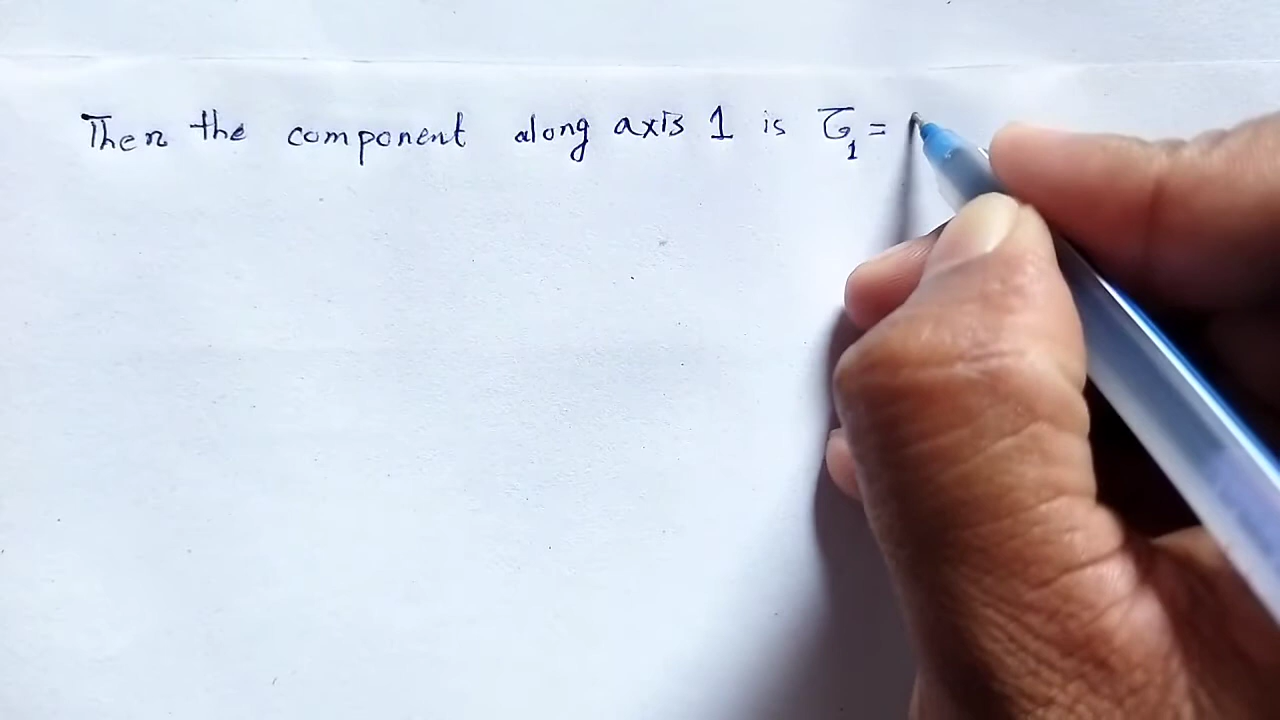 Then the component along axis 1 is τ₁ =